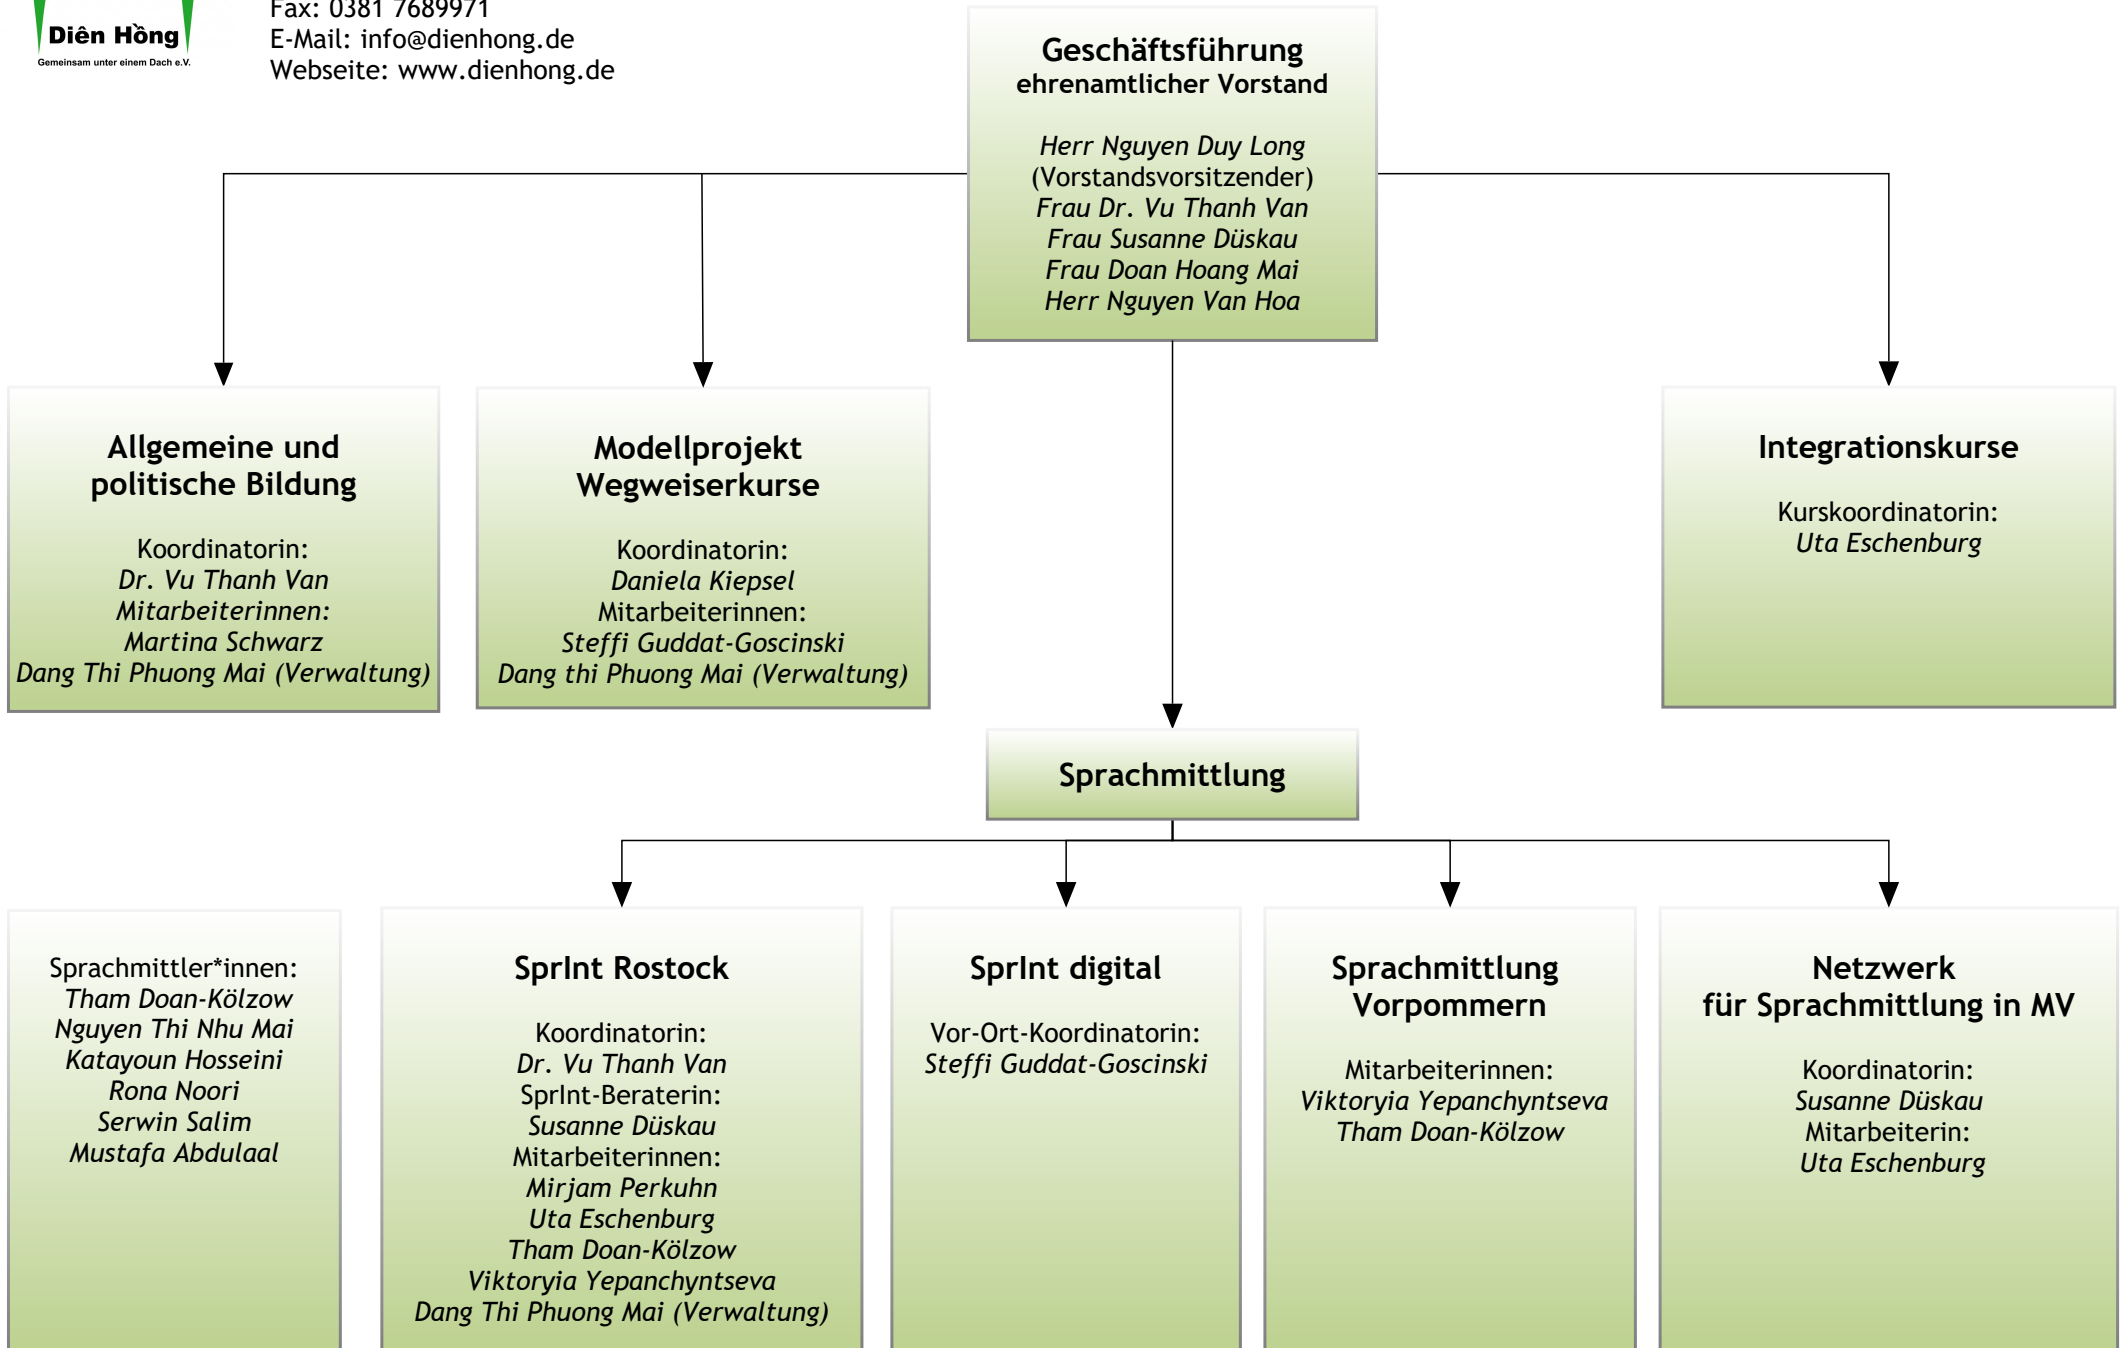 Diên Hồng
Gemeinsam unter einem Dach e.V.
Fax: 0381 7689971
E-Mail: info@dienhong.de
Webseite: www.dienhong.de
Geschäftsführung
ehrenamtlicher Vorstand
Herr Nguyen Duy Long
(Vorstandsvorsitzender)
Frau Dr. Vu Thanh Van
Frau Susanne Düskau
Frau Doan Hoang Mai
Herr Nguyen Van Hoa
Allgemeine und
politische Bildung
Koordinatorin:
Dr. Vu Thanh Van
Mitarbeiterinnen:
Martina Schwarz
Dang Thi Phuong Mai (Verwaltung)
Modellprojekt
Wegweiserkurse
Koordinatorin:
Daniela Kiepsel
Mitarbeiterinnen:
Steffi Guddat-Goscinski
Dang thi Phuong Mai (Verwaltung)
Integrationskurse
Kurskoordinatorin:
Uta Eschenburg
Sprachmittlung
Sprachmittler*innen:
Tham Doan-Kölzow
Nguyen Thi Nhu Mai
Katayoun Hosseini
Rona Noori
Serwin Salim
Mustafa Abdulaal
SprInt Rostock
Koordinatorin:
Dr. Vu Thanh Van
SprInt-Beraterin:
Susanne Düskau
Mitarbeiterinnen:
Mirjam Perkuhn
Uta Eschenburg
Tham Doan-Kölzow
Viktoryia Yepanchyntseva
Dang Thi Phuong Mai (Verwaltung)
SprInt digital
Vor-Ort-Koordinatorin:
Steffi Guddat-Goscinski
Sprachmittlung
Vorpommern
Mitarbeiterinnen:
Viktoryia Yepanchyntseva
Tham Doan-Kölzow
Netzwerk
für Sprachmittlung in MV
Koordinatorin:
Susanne Düskau
Mitarbeiterin:
Uta Eschenburg